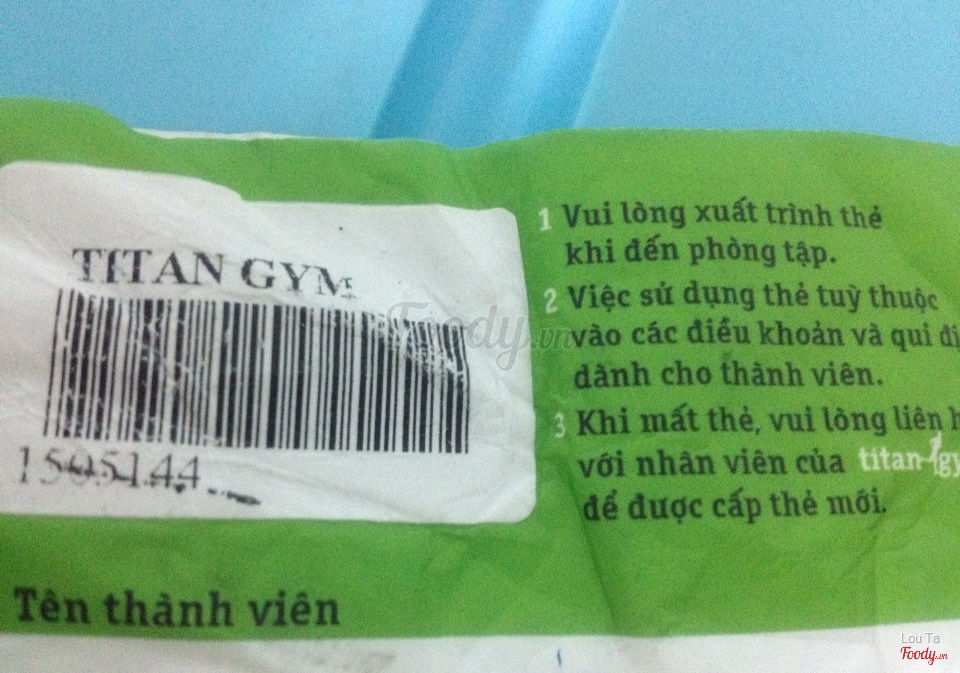 TITAN GYM
1505144
1 Vui lòng xuất trình thẻ
khi đến phòng tập.
2 Việc sử dụng thẻ tuỳ thuộc
vào các điều khoản và qui
dành cho thành viên.
3 Khi mất thẻ, vui lòng liên
với nhân viên của titan
để được cấp thẻ mới.
Tên thành viên
Foody.vn
Lou Ta
Foody.vn